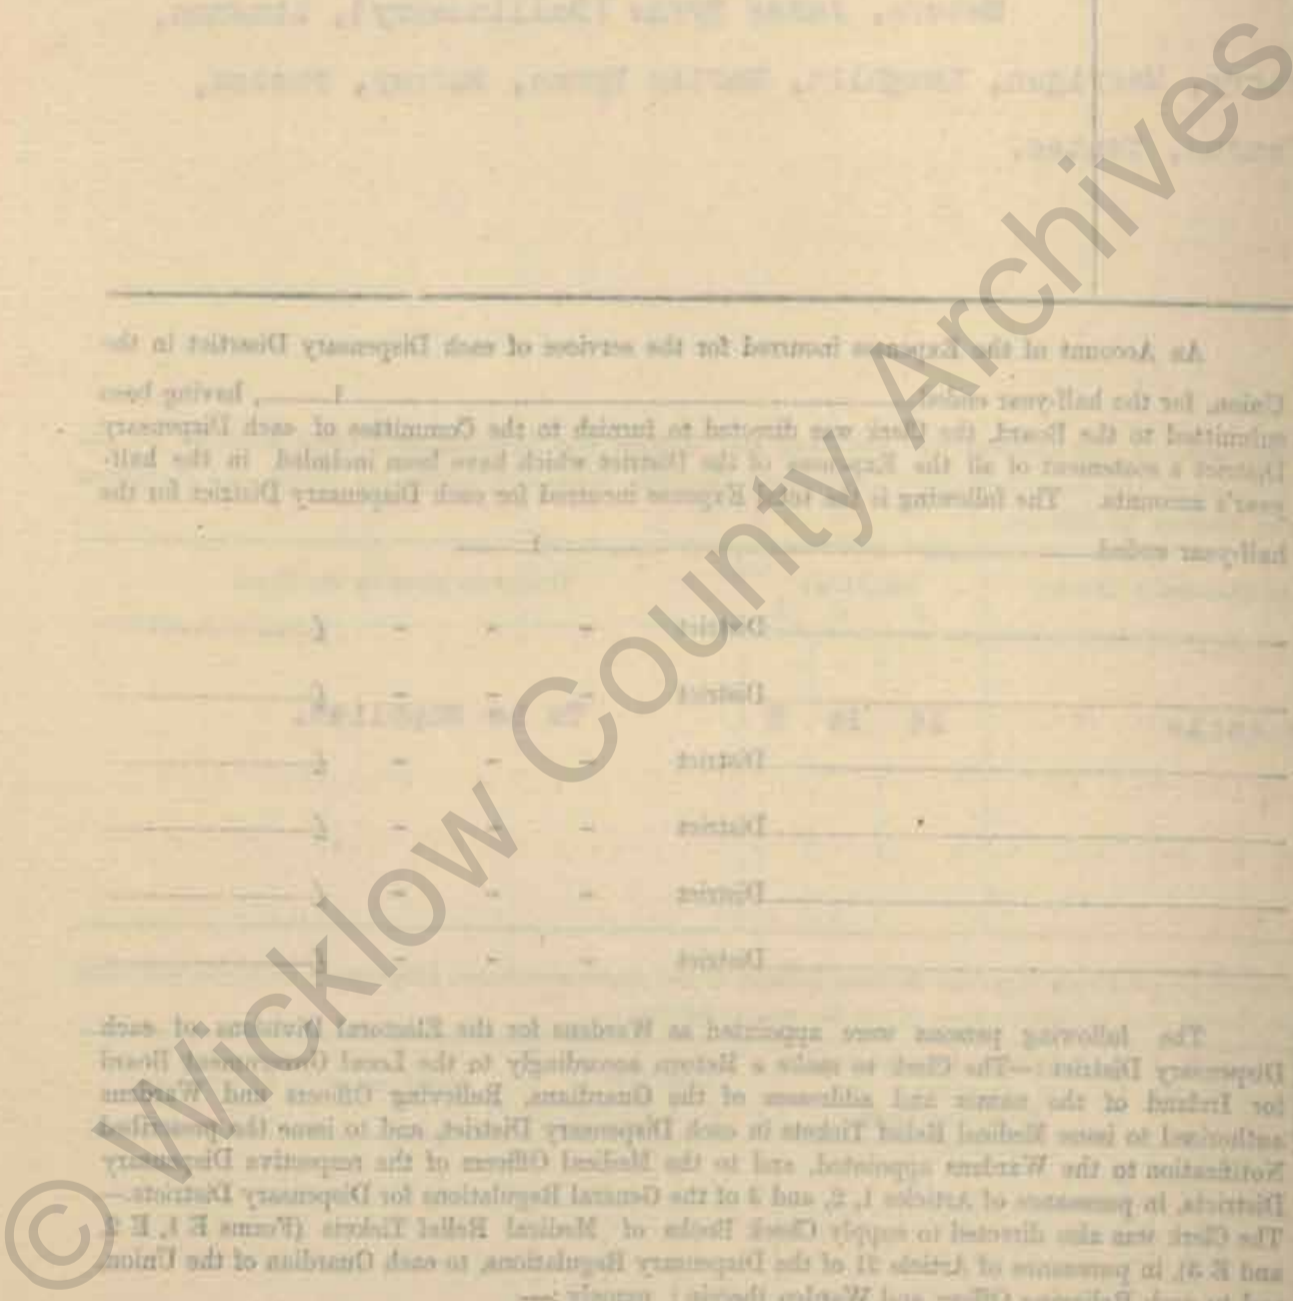 An Account of the Expenses incurred for the services of each Dispensary District in the
Union, for the half-year ended 1 , having been
submitted to the Board, the Clerk was directed to furnish to the Committee of each Dispensary
District a statement of all the Expenses of the District which have been included in the half-
year's accounts. The following is the total Expense incurred for each Dispensary District for the
half-year ended 1
District - - - £
District - - - £
District - - - £
District - - - £
District - - - £
District - - - £
The following persons were appointed as Wardens for the Electoral Divisions of each
Dispensary District:—The Clerk to make a Return accordingly to the Local Government Board
for Ireland of the names and addresses of the Guardians, Relieving Officers and Wardens
authorised to issue Medical Relief Tickets in each Dispensary District, and to issue the prescribed
Notification to the Wardens appointed, and to the Medical Officers of the respective Dispensary
Districts, in pursuance of Articles 1, 2, and 3 of the General Regulations for Dispensary Districts.—
The Clerk was also directed to supply Check Books of Medical Relief Tickets (Forms E 1, E 2
and E 3), in pursuance of Article 21 of the Dispensary Regulations, to each Guardian of the Union,
and to each Relieving Officer and Warden therein; namely:—
© Wicklow County Archives